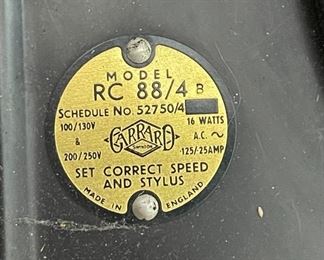 MODEL
RC 88/4 B
SCHEDULE NO. 52750/4
100/130V
&
200/250V
GARRARD
16 WATTS
A.C. ~
.125/.25AMP
SET CORRECT SPEED
AND STYLUS
MADE IN ENGLAND